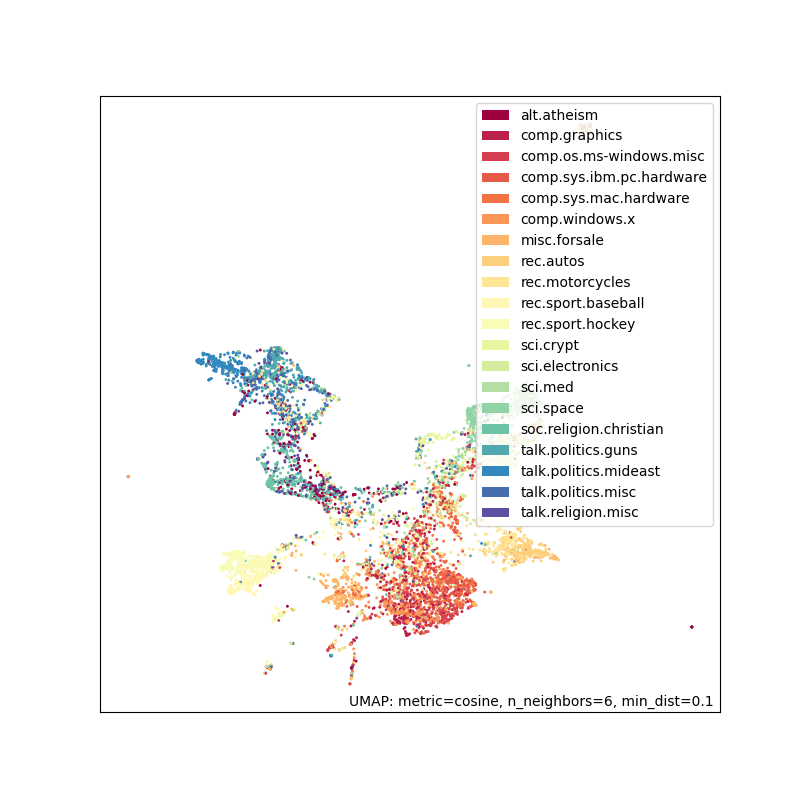 alt.atheism
comp.graphics
comp.os.ms-windows.misc
comp.sys.ibm.pc.hardware
comp.sys.mac.hardware
comp.windows.x
misc.forsale
rec.autos
rec.motorcycles
rec.sport.baseball
rec.sport.hockey
sci.crypt
sci.electronics
sci.med
sci.space
soc.religion.christian
talk.politics.guns
talk.politics.mideast
talk.politics.misc
talk.religion.misc
UMAP: metric=cosine, n_neighbors=6, min_dist=0.1